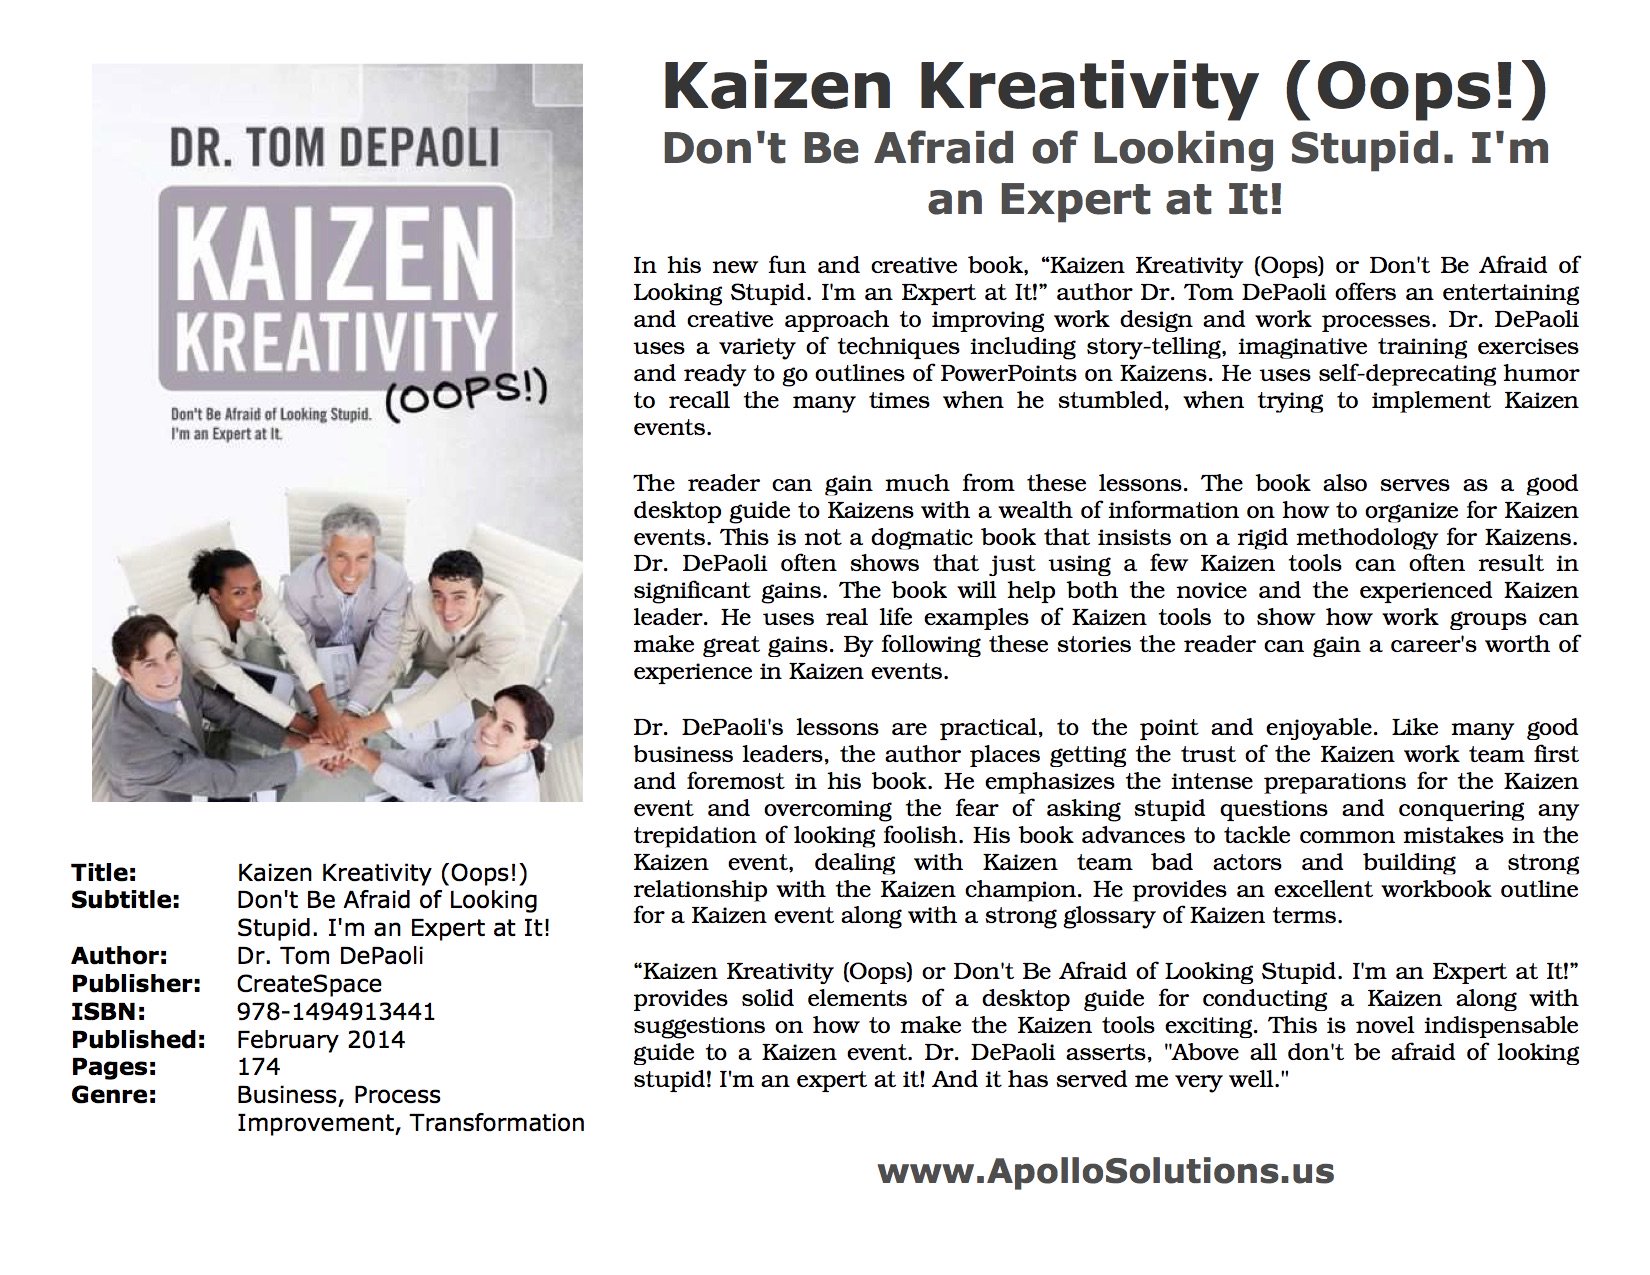 DR. TOM DEPAOLI
KAIZEN
KREATIVITY
(OOPS!)
Don't Be Afraid of Looking Stupid.
I'm an Expert at It.
Title: Kaizen Kreativity (Oops!)
Subtitle: Don't Be Afraid of Looking
Stupid. I'm an Expert at It!
Author: Dr. Tom DePaoli
Publisher: CreateSpace
ISBN: 978-1494913441
Published: February 2014
Pages: 174
Genre: Business, Process
Improvement, Transformation
Kaizen Kreativity (Oops!)
Don't Be Afraid of Looking Stupid. I'm
an Expert at It!
In his new fun and creative book, “Kaizen Kreativity (Oops) or Don't Be Afraid of
Looking Stupid. I'm an Expert at It!” author Dr. Tom DePaoli offers an entertaining
and creative approach to improving work design and work processes. Dr. DePaoli
uses a variety of techniques including story-telling, imaginative training exercises
and ready to go outlines of PowerPoints on Kaizens. He uses self-deprecating humor
to recall the many times when he stumbled, when trying to implement Kaizen
events.
The reader can gain much from these lessons. The book also serves as a good
desktop guide to Kaizens with a wealth of information on how to organize for Kaizen
events. This is not a dogmatic book that insists on a rigid methodology for Kaizens.
Dr. DePaoli often shows that just using a few Kaizen tools can often result in
significant gains. The book will help both the novice and the experienced Kaizen
leader. He uses real life examples of Kaizen tools to show how work groups can
make great gains. By following these stories the reader can gain a career's worth of
experience in Kaizen events.
Dr. DePaoli's lessons are practical, to the point and enjoyable. Like many good
business leaders, the author places getting the trust of the Kaizen work team first
and foremost in his book. He emphasizes the intense preparations for the Kaizen
event and overcoming the fear of asking stupid questions and conquering any
trepidation of looking foolish. His book advances to tackle common mistakes in the
Kaizen event, dealing with Kaizen team bad actors and building a strong
relationship with the Kaizen champion. He provides an excellent workbook outline
for a Kaizen event along with a strong glossary of Kaizen terms.
“Kaizen Kreativity (Oops) or Don't Be Afraid of Looking Stupid. I'm an Expert at It!”
provides solid elements of a desktop guide for conducting a Kaizen along with
suggestions on how to make the Kaizen tools exciting. This is novel indispensable
guide to a Kaizen event. Dr. DePaoli asserts, "Above all don't be afraid of looking
stupid! I'm an expert at it! And it has served me very well."
www.ApolloSolutions.us